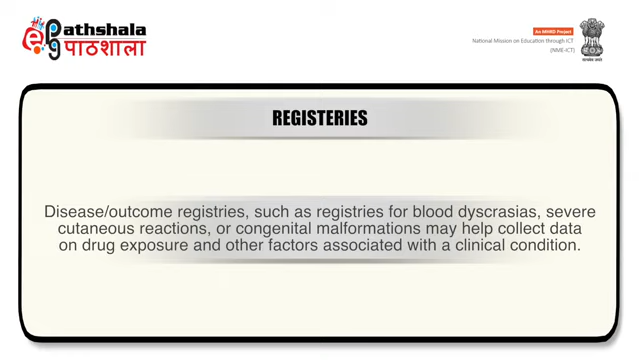 Hi
e
Pathshala
PG
पाठशाला
An MHRD Project
National Mission on Education through ICT
(NME-ICT)
REGISTERIES
Disease/outcome registries, such as registries for blood dyscrasias, severe
cutaneous reactions, or congenital malformations may help collect data
on drug exposure and other factors associated with a clinical condition.